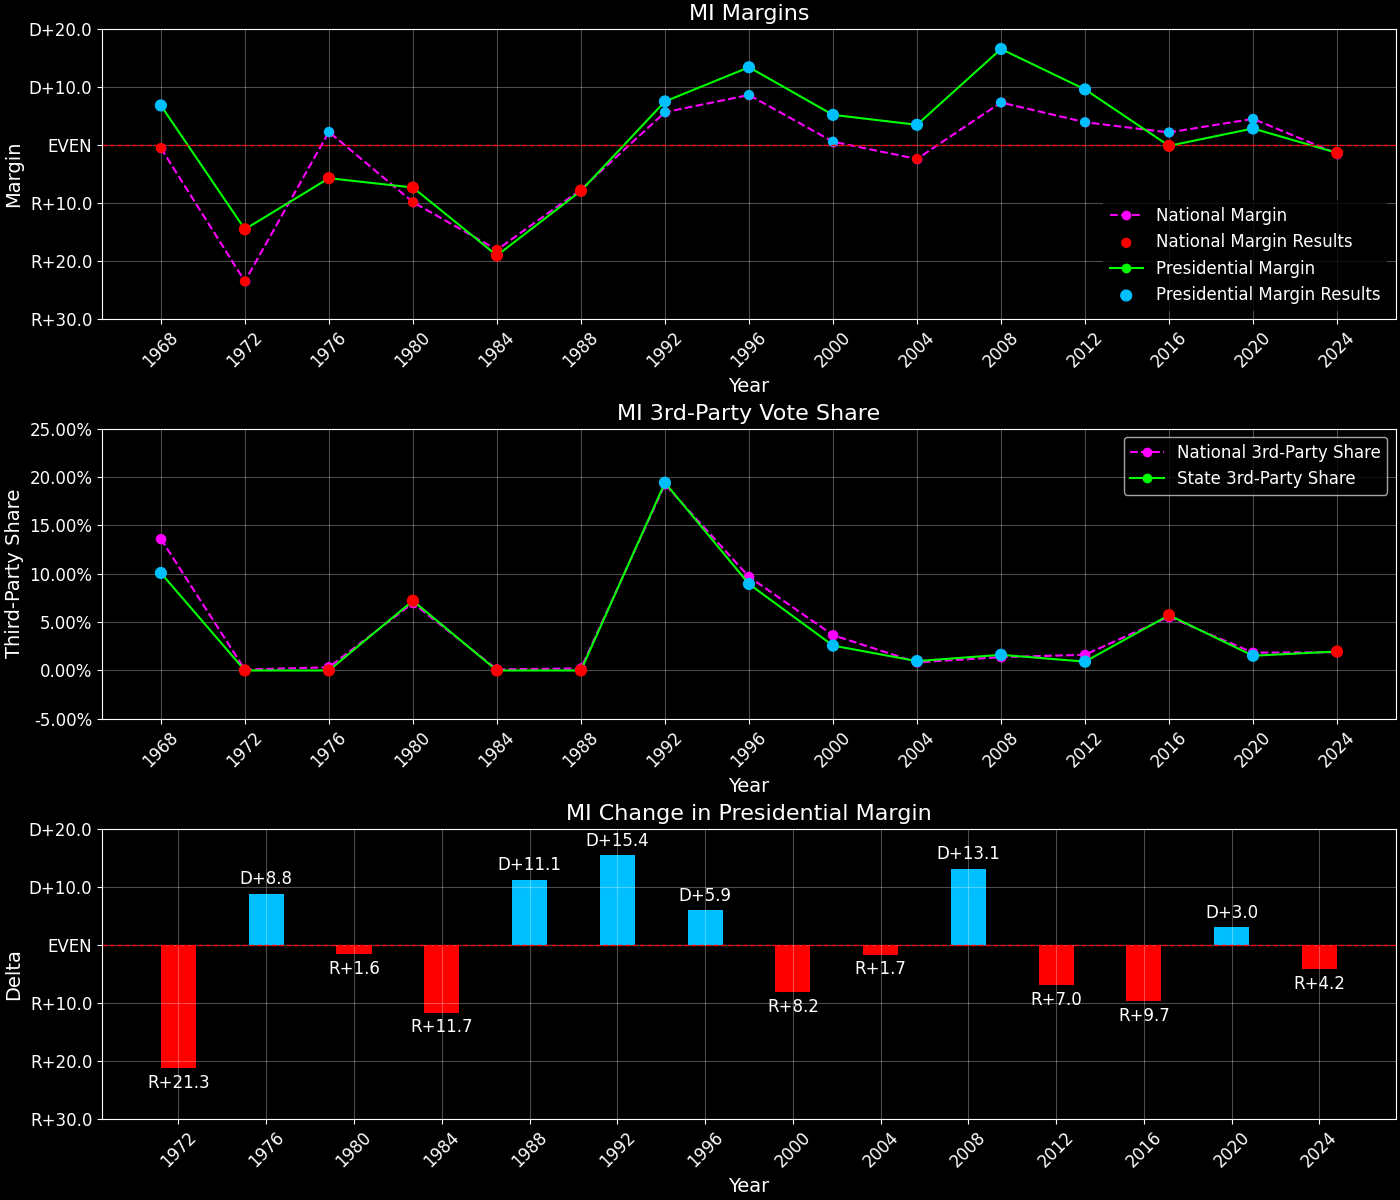 MI Margins
D+20.0
D+10.0
EVEN
R+10.0
R+20.0
R+30.0
Margin
National Margin
National Margin Results
Presidential Margin
Presidential Margin Results
1968 1972 1976 1980 1984 1988 1992 1996 2000 2004 2008 2012 2016 2020 2024
Year
MI 3rd-Party Vote Share
25.00%
20.00%
15.00%
10.00%
5.00%
0.00%
-5.00%
Third-Party Share
National 3rd-Party Share
State 3rd-Party Share
1968 1972 1976 1980 1984 1988 1992 1996 2000 2004 2008 2012 2016 2020 2024
Year
MI Change in Presidential Margin
D+20.0
D+10.0
EVEN
R+10.0
R+20.0
R+30.0
Delta
R+21.3
D+8.8
R+1.6
R+11.7
D+11.1
D+15.4
D+5.9
R+8.2
R+1.7
D+13.1
R+7.0
R+9.7
D+3.0
R+4.2
1972 1976 1980 1984 1988 1992 1996 2000 2004 2008 2012 2016 2020 2024
Year